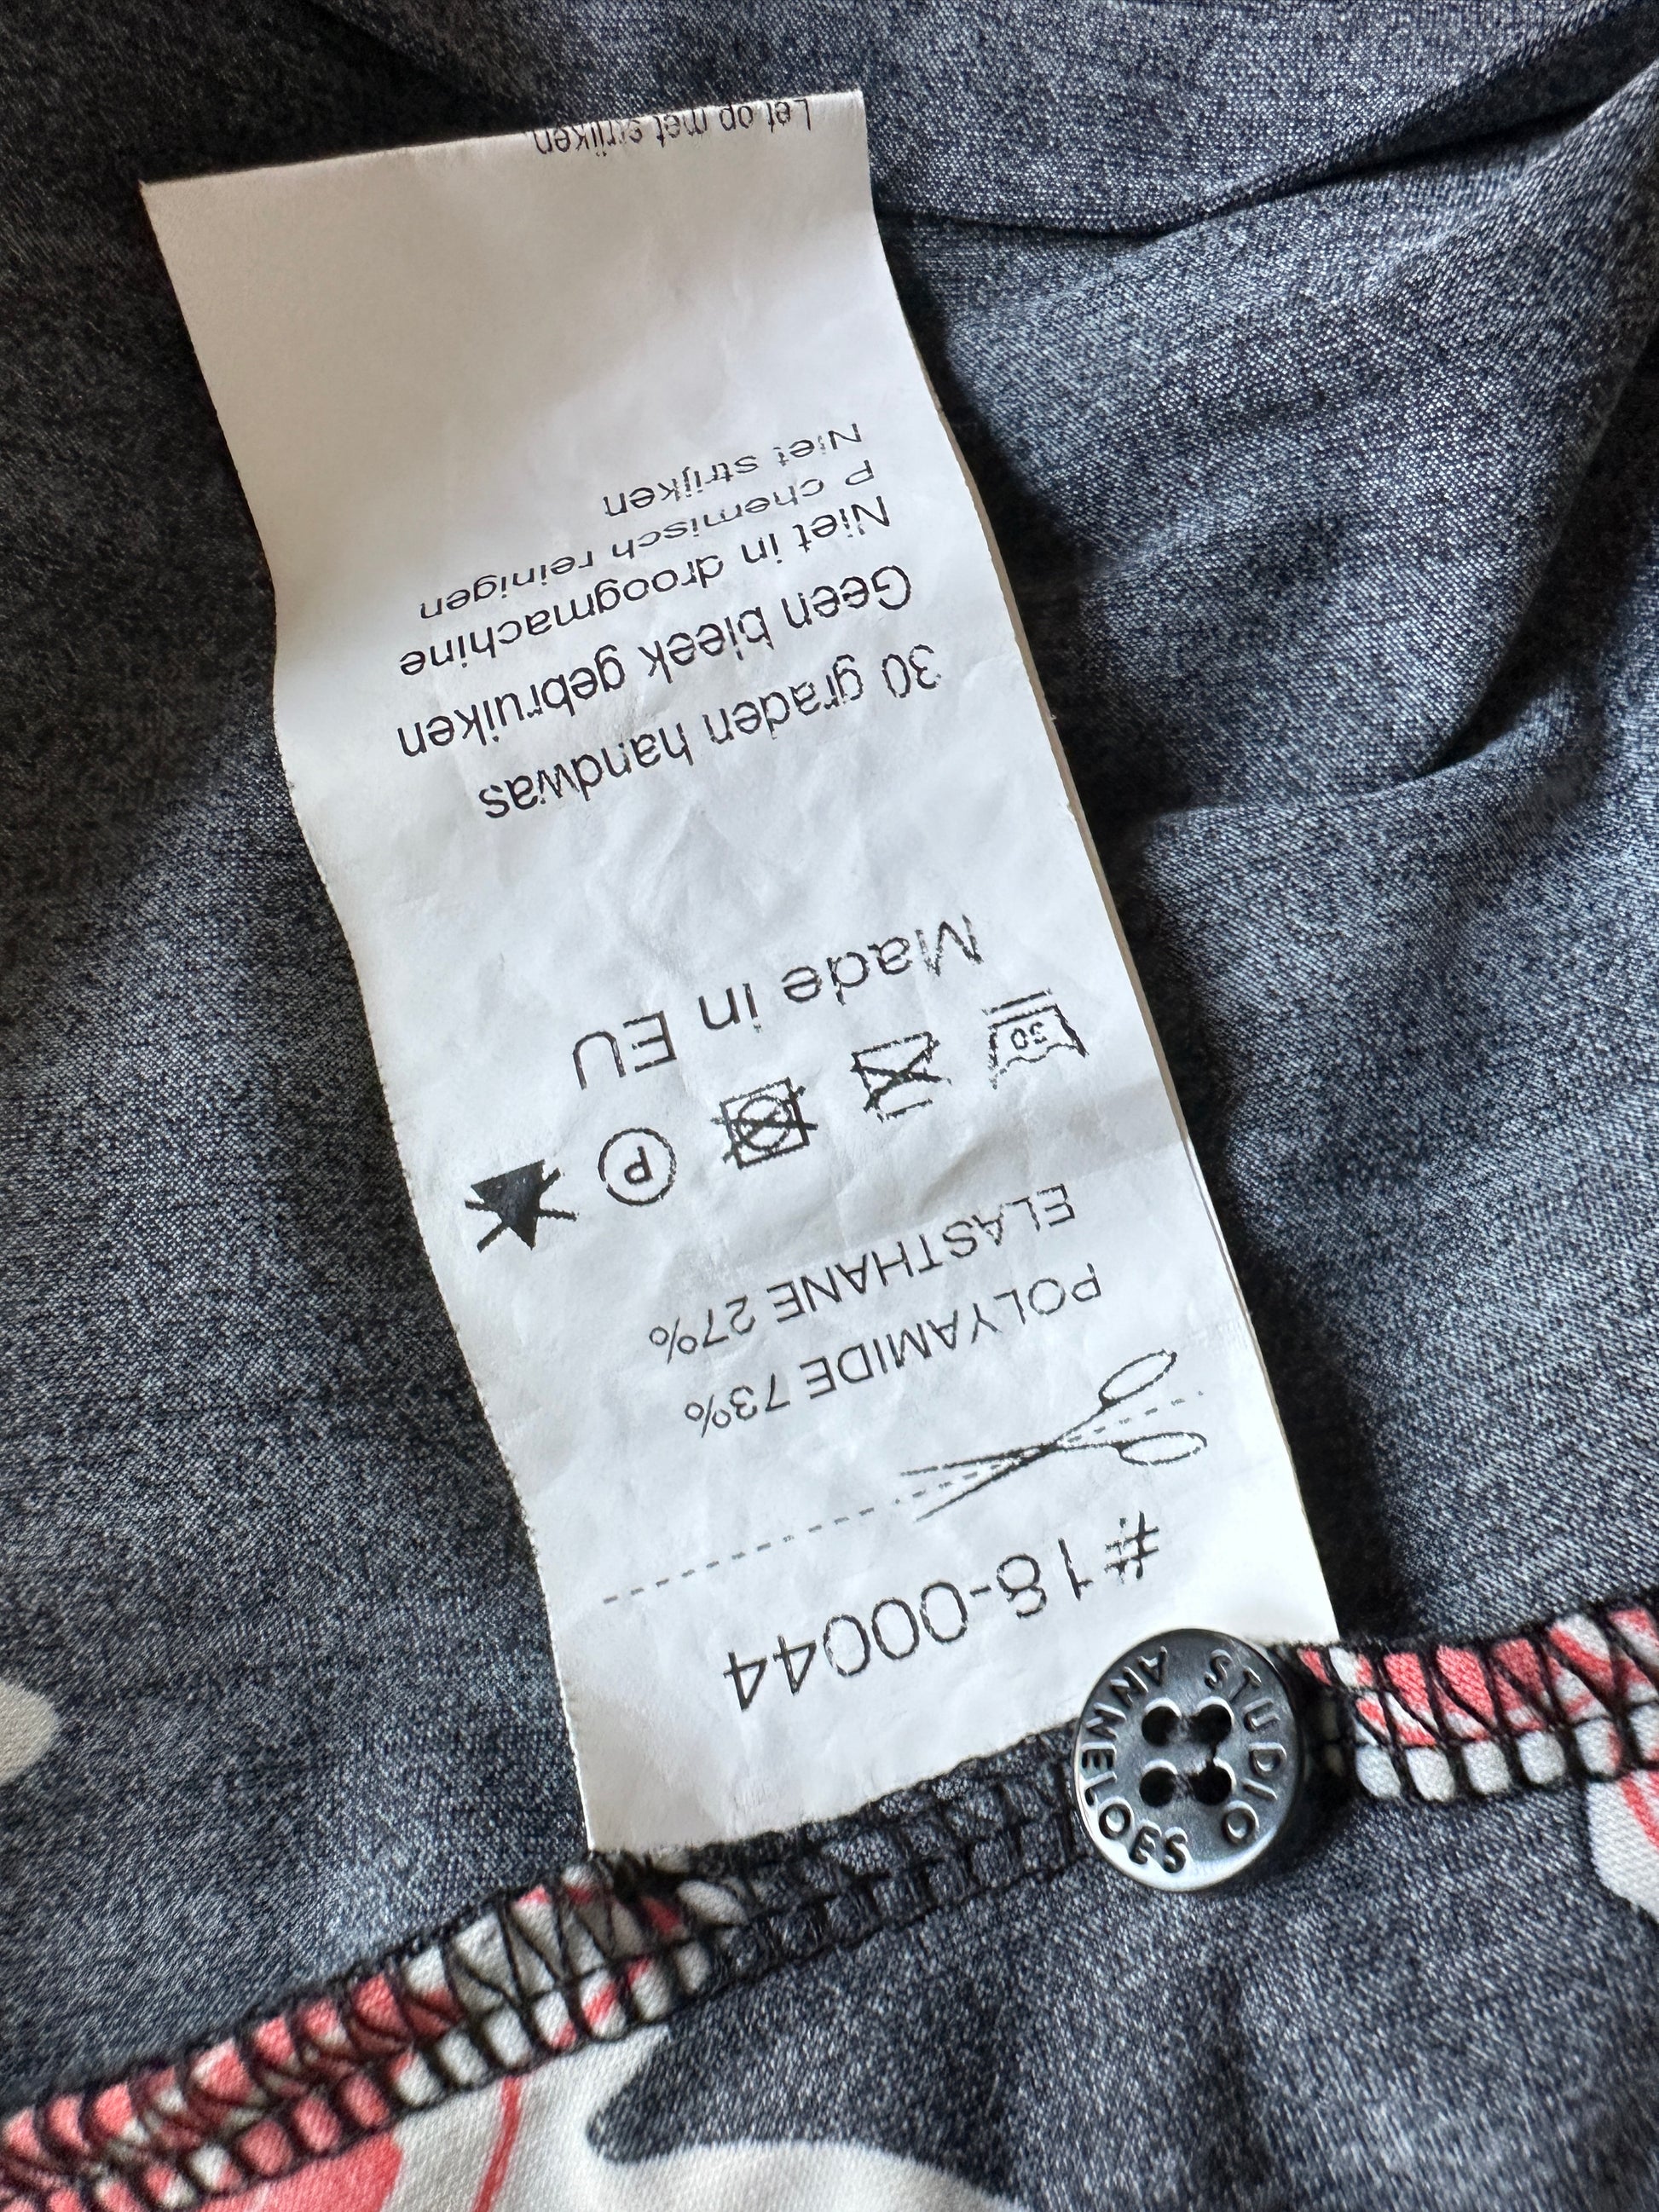 #18-00044
POLYAMIDE 73%
ELASTHANE 27%
30
P
Made in EU
30 graden handwas
Geen bleek gebruiken
Niet in droogmachine
P chemisch reinigen
Niet strijken
Let op met strijken
STUDIO
ANNELOES